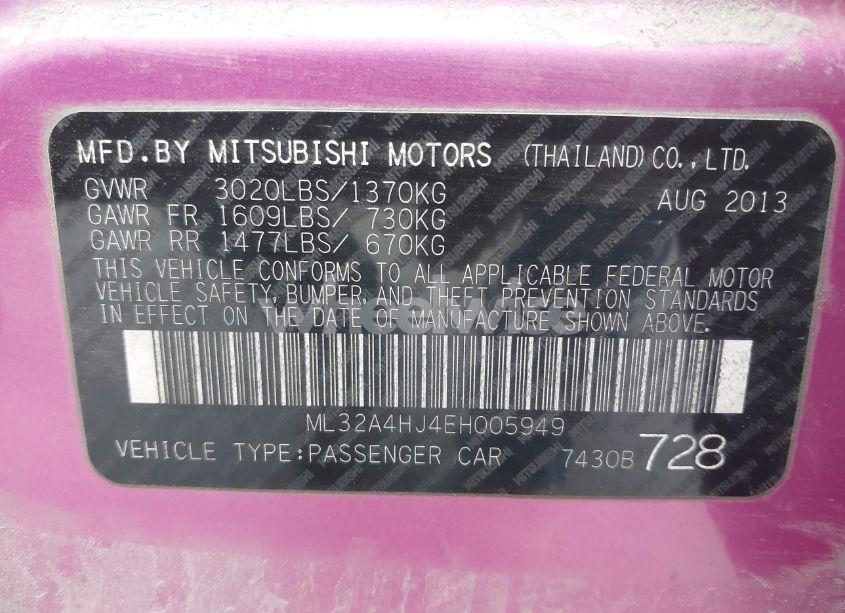 MFD.BY MITSUBISHI MOTORS (THAILAND)CO.,LTD.
GVWR 3020LBS/1370KG AUG 2013
GAWR FR 1609LBS/ 730KG
GAWR RR 1477LBS/ 670KG
THIS VEHICLE CONFORMS TO ALL APPLICABLE FEDERAL MOTOR
VEHICLE SAFETY, BUMPER, AND THEFT PREVENTION STANDARDS
IN EFFECT ON THE DATE OF MANUFACTURE SHOWN ABOVE.
ML32A4HJ4EH005949
VEHICLE TYPE:PASSENGER CAR 7430B 728